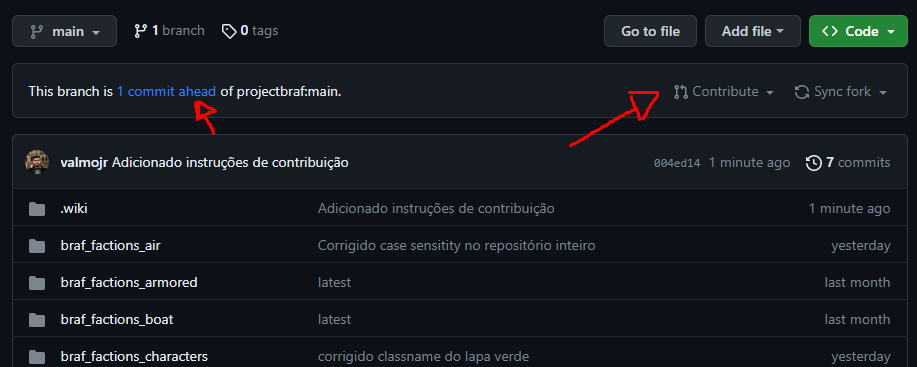 main 1 branch 0 tags Go to file Add file Code
This branch is 1 commit ahead of projectbraf:main. Contribute Sync fork
valmojr Adicionado instruções de contribuição 004ed14 1 minute ago 7 commits
.wiki Adicionado instruções de contribuição 1 minute ago
braf_factions_air Corrigido case sensitity no repositório inteiro yesterday
braf_factions_armored latest last month
braf_factions_boat latest last month
braf_factions_characters corrigido classname do lapa verde yesterday